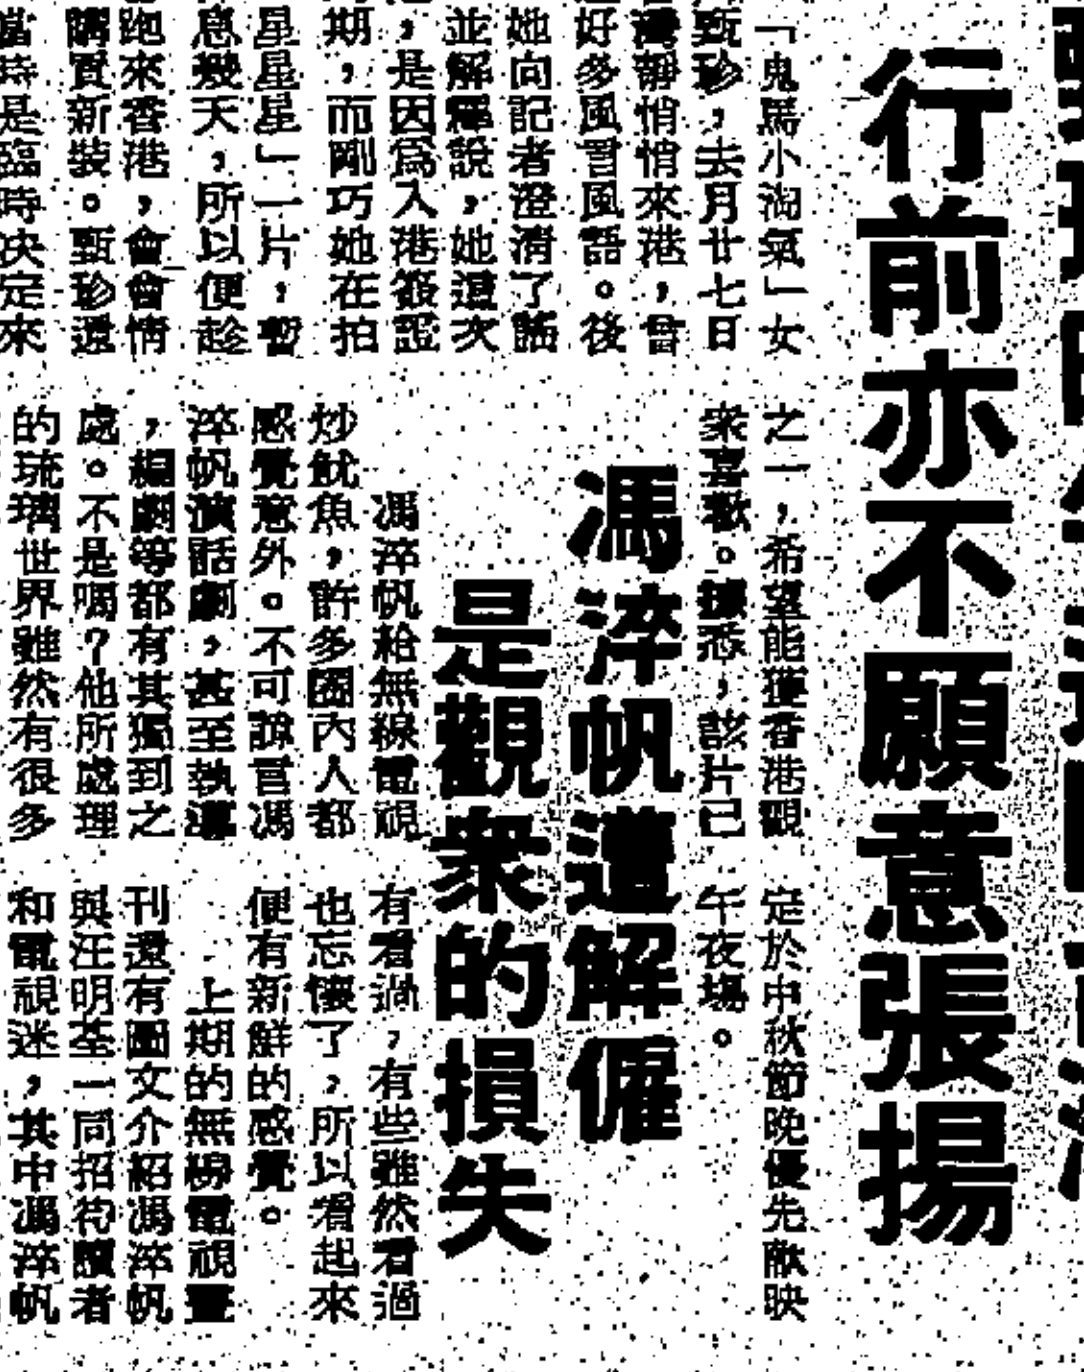 行前亦不願意張揚
「鬼馬小淘氣」女
甄珍，去月廿七日
灣靜悄悄來港，曾
好多風言風語。後
她向記者澄清了話
並解釋說，她這次
，是因爲入港簽證
期，而剛巧她在拍
星星星」一片，暫
息幾天，所以便趁
跑來香港，會會情
購買新裝。甄珍還
當時是臨時决定來
之一，希望能獲香港觀
衆喜歡。據悉，該片已
定於中秋節晚優先献映
午夜場。
馮淬帆遭解僱
是觀衆的損失
馮淬帆給無線電視
炒魷魚，許多圈内人都
感覺意外。不可諱言馮
淬帆演話劇，甚至執導
，編劇等都有其獨到之
處。不是嗎？他所處理
的琉璃世界雖然有很多
有看過，有些雖然看過
也忘懷了，所以看起來
便有新鮮的感覺。
上期的無綫電視畫
刊還有圖文介紹馮淬帆
與汪明荃一同招待讀者
和電視迷，其中馮淬帆